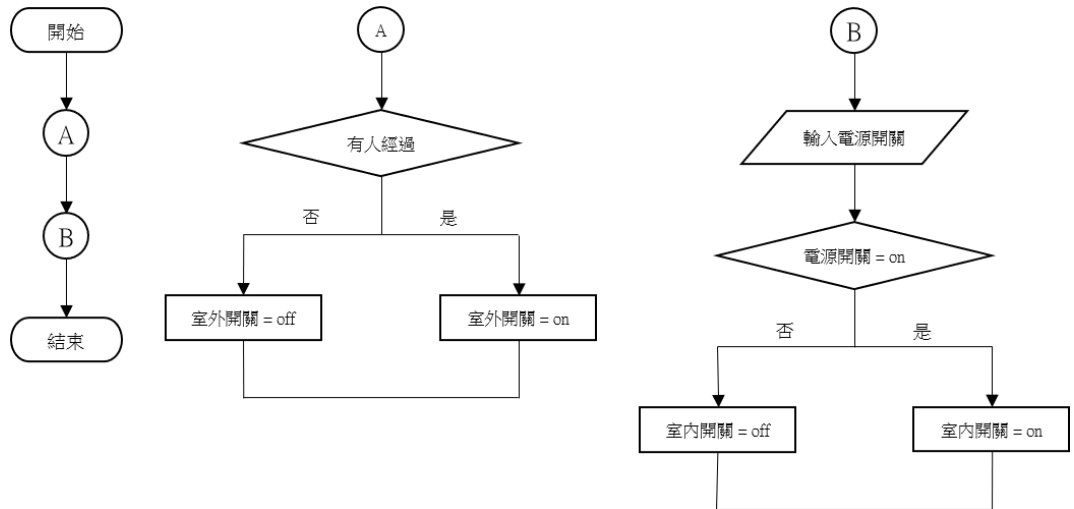 開始
A
B
結束
A
有人經過
否
是
室外開關 = off
室外開關 = on
B
輸入電源開關
電源開關 = on
否
是
室內開關 = off
室內開關 = on